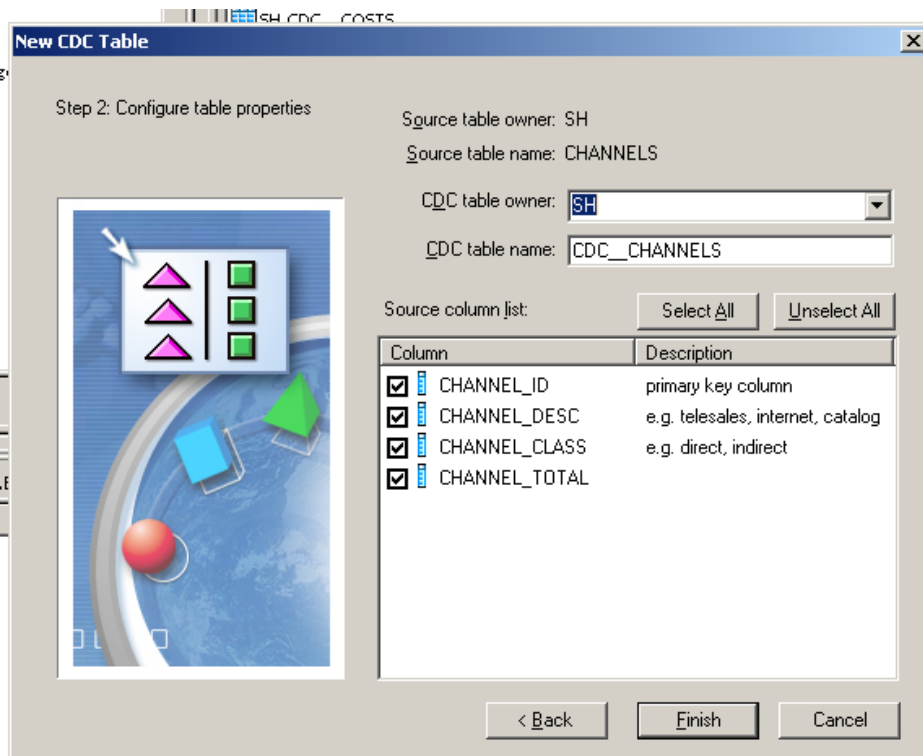 SH.CDC__COSTS
New CDC Table
Step 2: Configure table properties
Source table owner: SH
Source table name: CHANNELS
CDC table owner: SH
CDC table name: CDC__CHANNELS
Source column list:
Select All
Unselect All
Column Description
CHANNEL_ID primary key column
CHANNEL_DESC e.g. telesales, internet, catalog
CHANNEL_CLASS e.g. direct, indirect
CHANNEL_TOTAL
< Back
Finish
Cancel